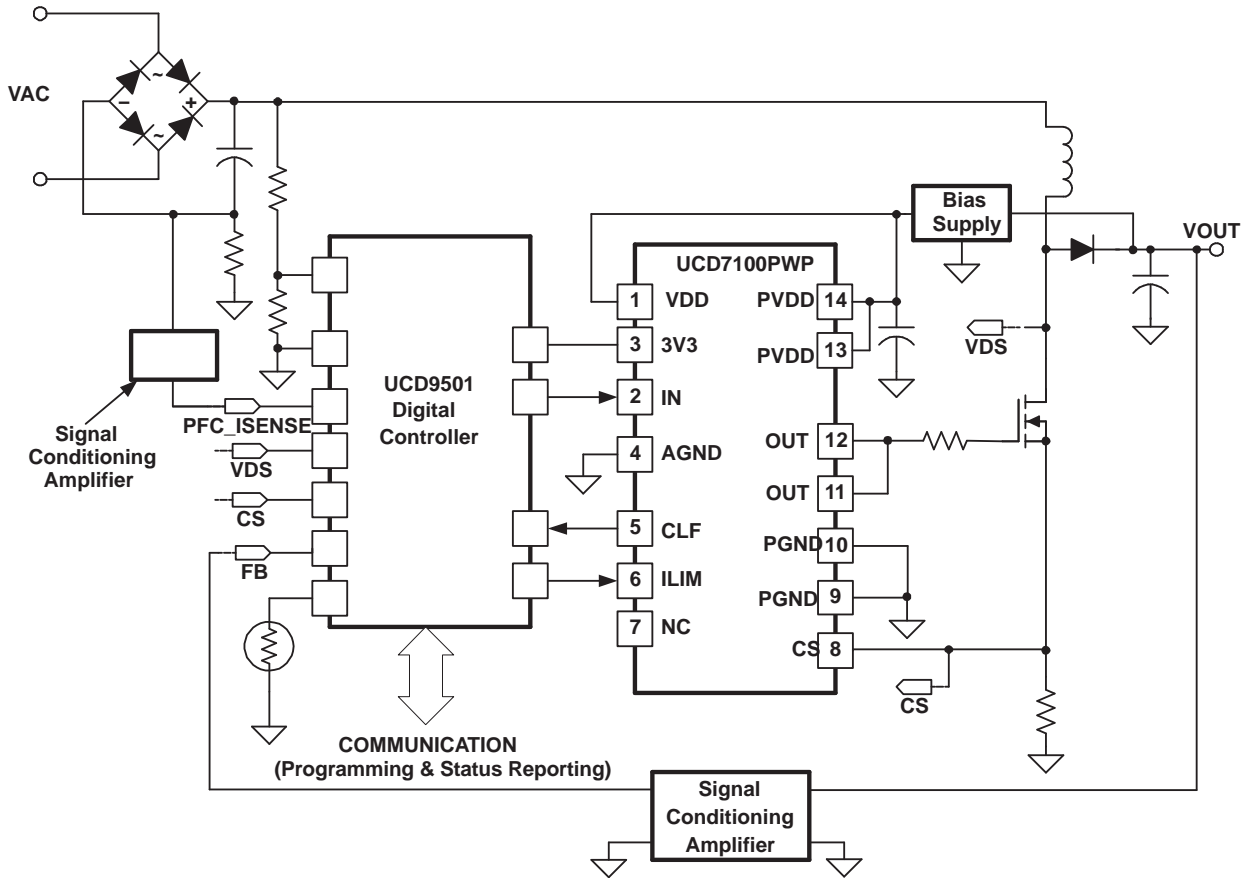 ~
VAC
−
+
~
Bias
Supply
VOUT
UCD7100PWP
1
VDD
PVDD
14
3
3V3
PVDD
13
VDS
UCD9501
Digital
Controller
2
IN
PFC_ISENSE
Signal
Conditioning
Amplifier
VDS
4
AGND
OUT
12
OUT
11
CS
5
CLF
PGND
10
FB
6
ILIM
PGND
9
7
NC
CS
8
CS
COMMUNICATION
(Programming & Status Reporting)
Signal
Conditioning
Amplifier